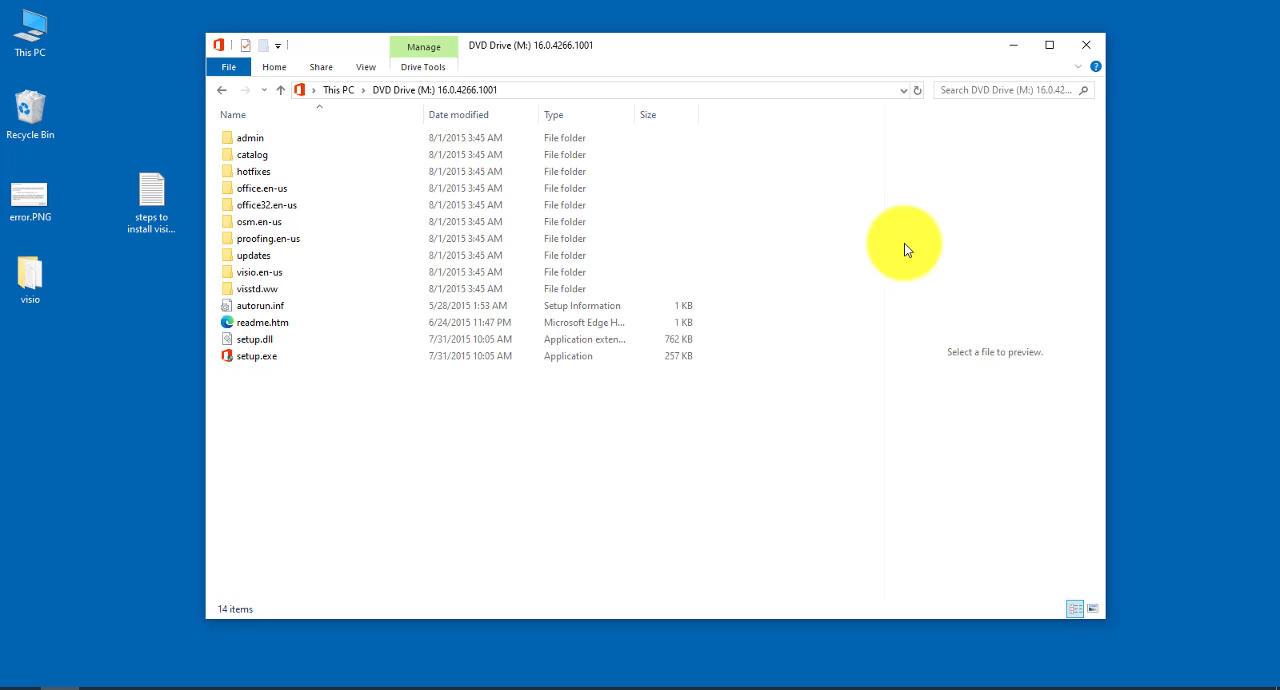 This PC
Recycle Bin
error.PNG
visio
steps to
install visi...
Manage
DVD Drive (M:) 16.0.4266.1001
File
Home
Share
View
Drive Tools
This PC
DVD Drive (M:) 16.0.4266.1001
Search DVD Drive (M:) 16.0.42...
Name
Date modified
Type
Size
admin 8/1/2015 3:45 AM File folder
catalog 8/1/2015 3:45 AM File folder
hotfixes 8/1/2015 3:45 AM File folder
office.en-us 8/1/2015 3:45 AM File folder
office32.en-us 8/1/2015 3:45 AM File folder
osm.en-us 8/1/2015 3:45 AM File folder
proofing.en-us 8/1/2015 3:45 AM File folder
updates 8/1/2015 3:45 AM File folder
visio.en-us 8/1/2015 3:45 AM File folder
visstd.ww 8/1/2015 3:45 AM File folder
autorun.inf 5/28/2015 1:53 AM Setup Information 1 KB
readme.htm 6/24/2015 11:47 PM Microsoft Edge H... 1 KB
setup.dll 7/31/2015 10:05 AM Application exten... 762 KB
setup.exe 7/31/2015 10:05 AM Application 257 KB
Select a file to preview.
14 items